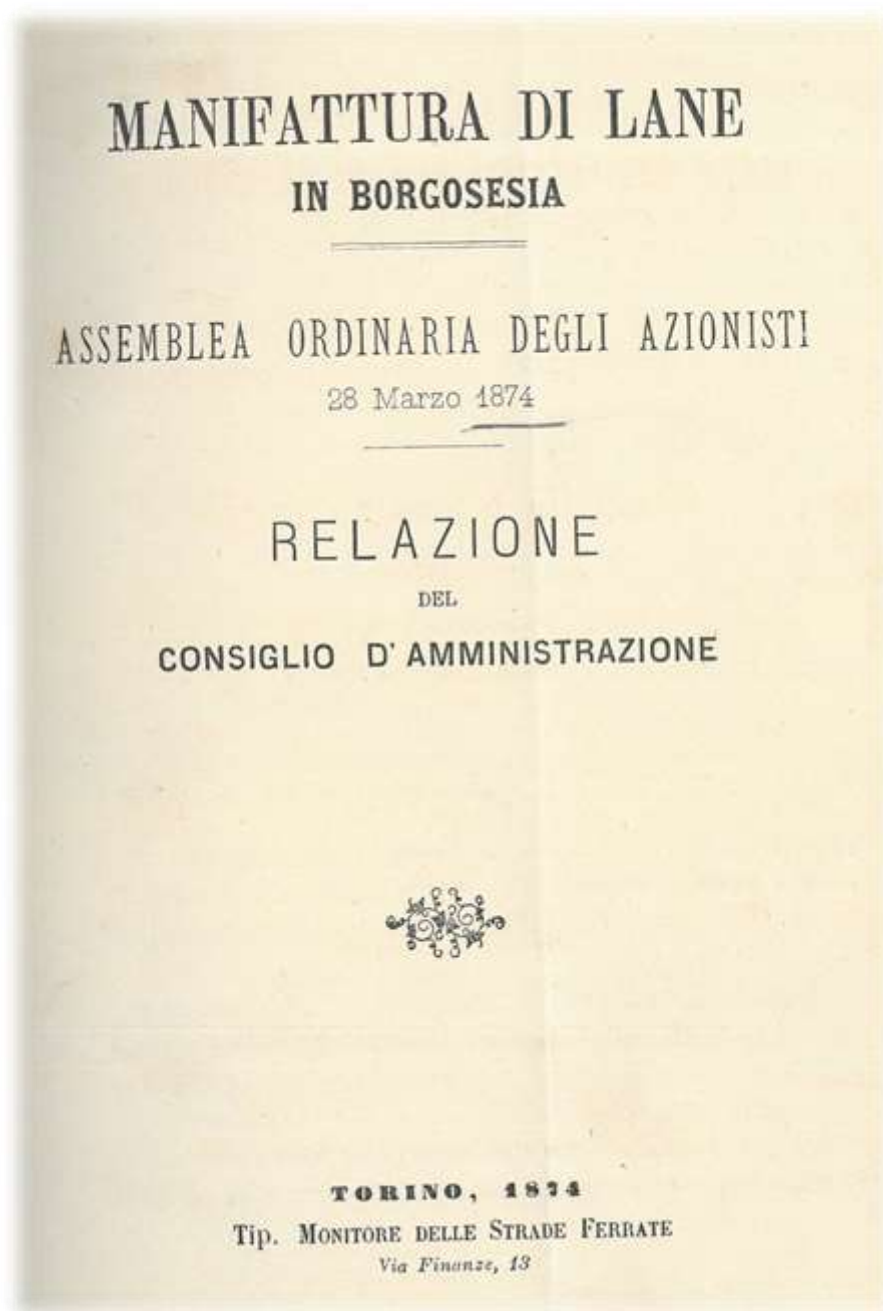 MANIFATTURA DI LANE
IN BORGOSESIA
ASSEMBLEA ORDINARIA DEGLI AZIONISTI
28 Marzo 1874
RELAZIONE
DEL
CONSIGLIO D' AMMINISTRAZIONE
TORINO, 1874
Tip. MONITORE DELLE STRADE FERRATE
Via Finanze, 13